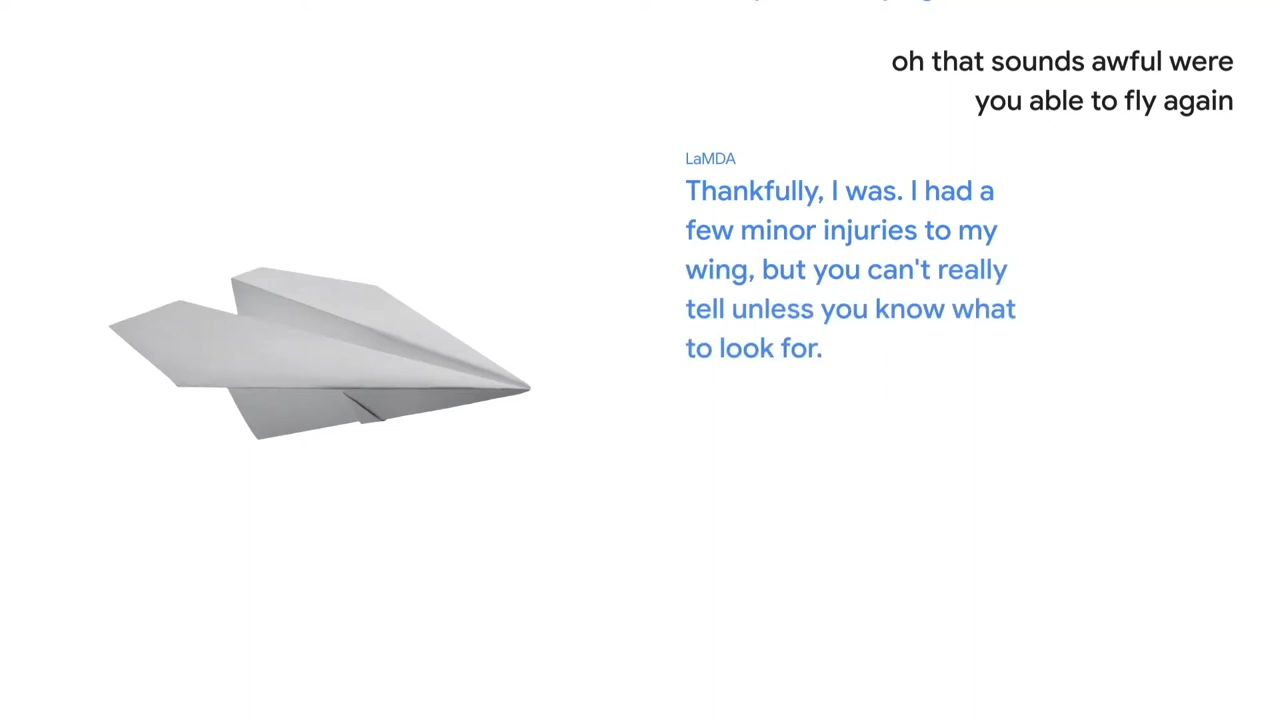 oh that sounds awful were
you able to fly again
LaMDA
Thankfully, I was. I had a
few minor injuries to my
wing, but you can't really
tell unless you know what
to look for.